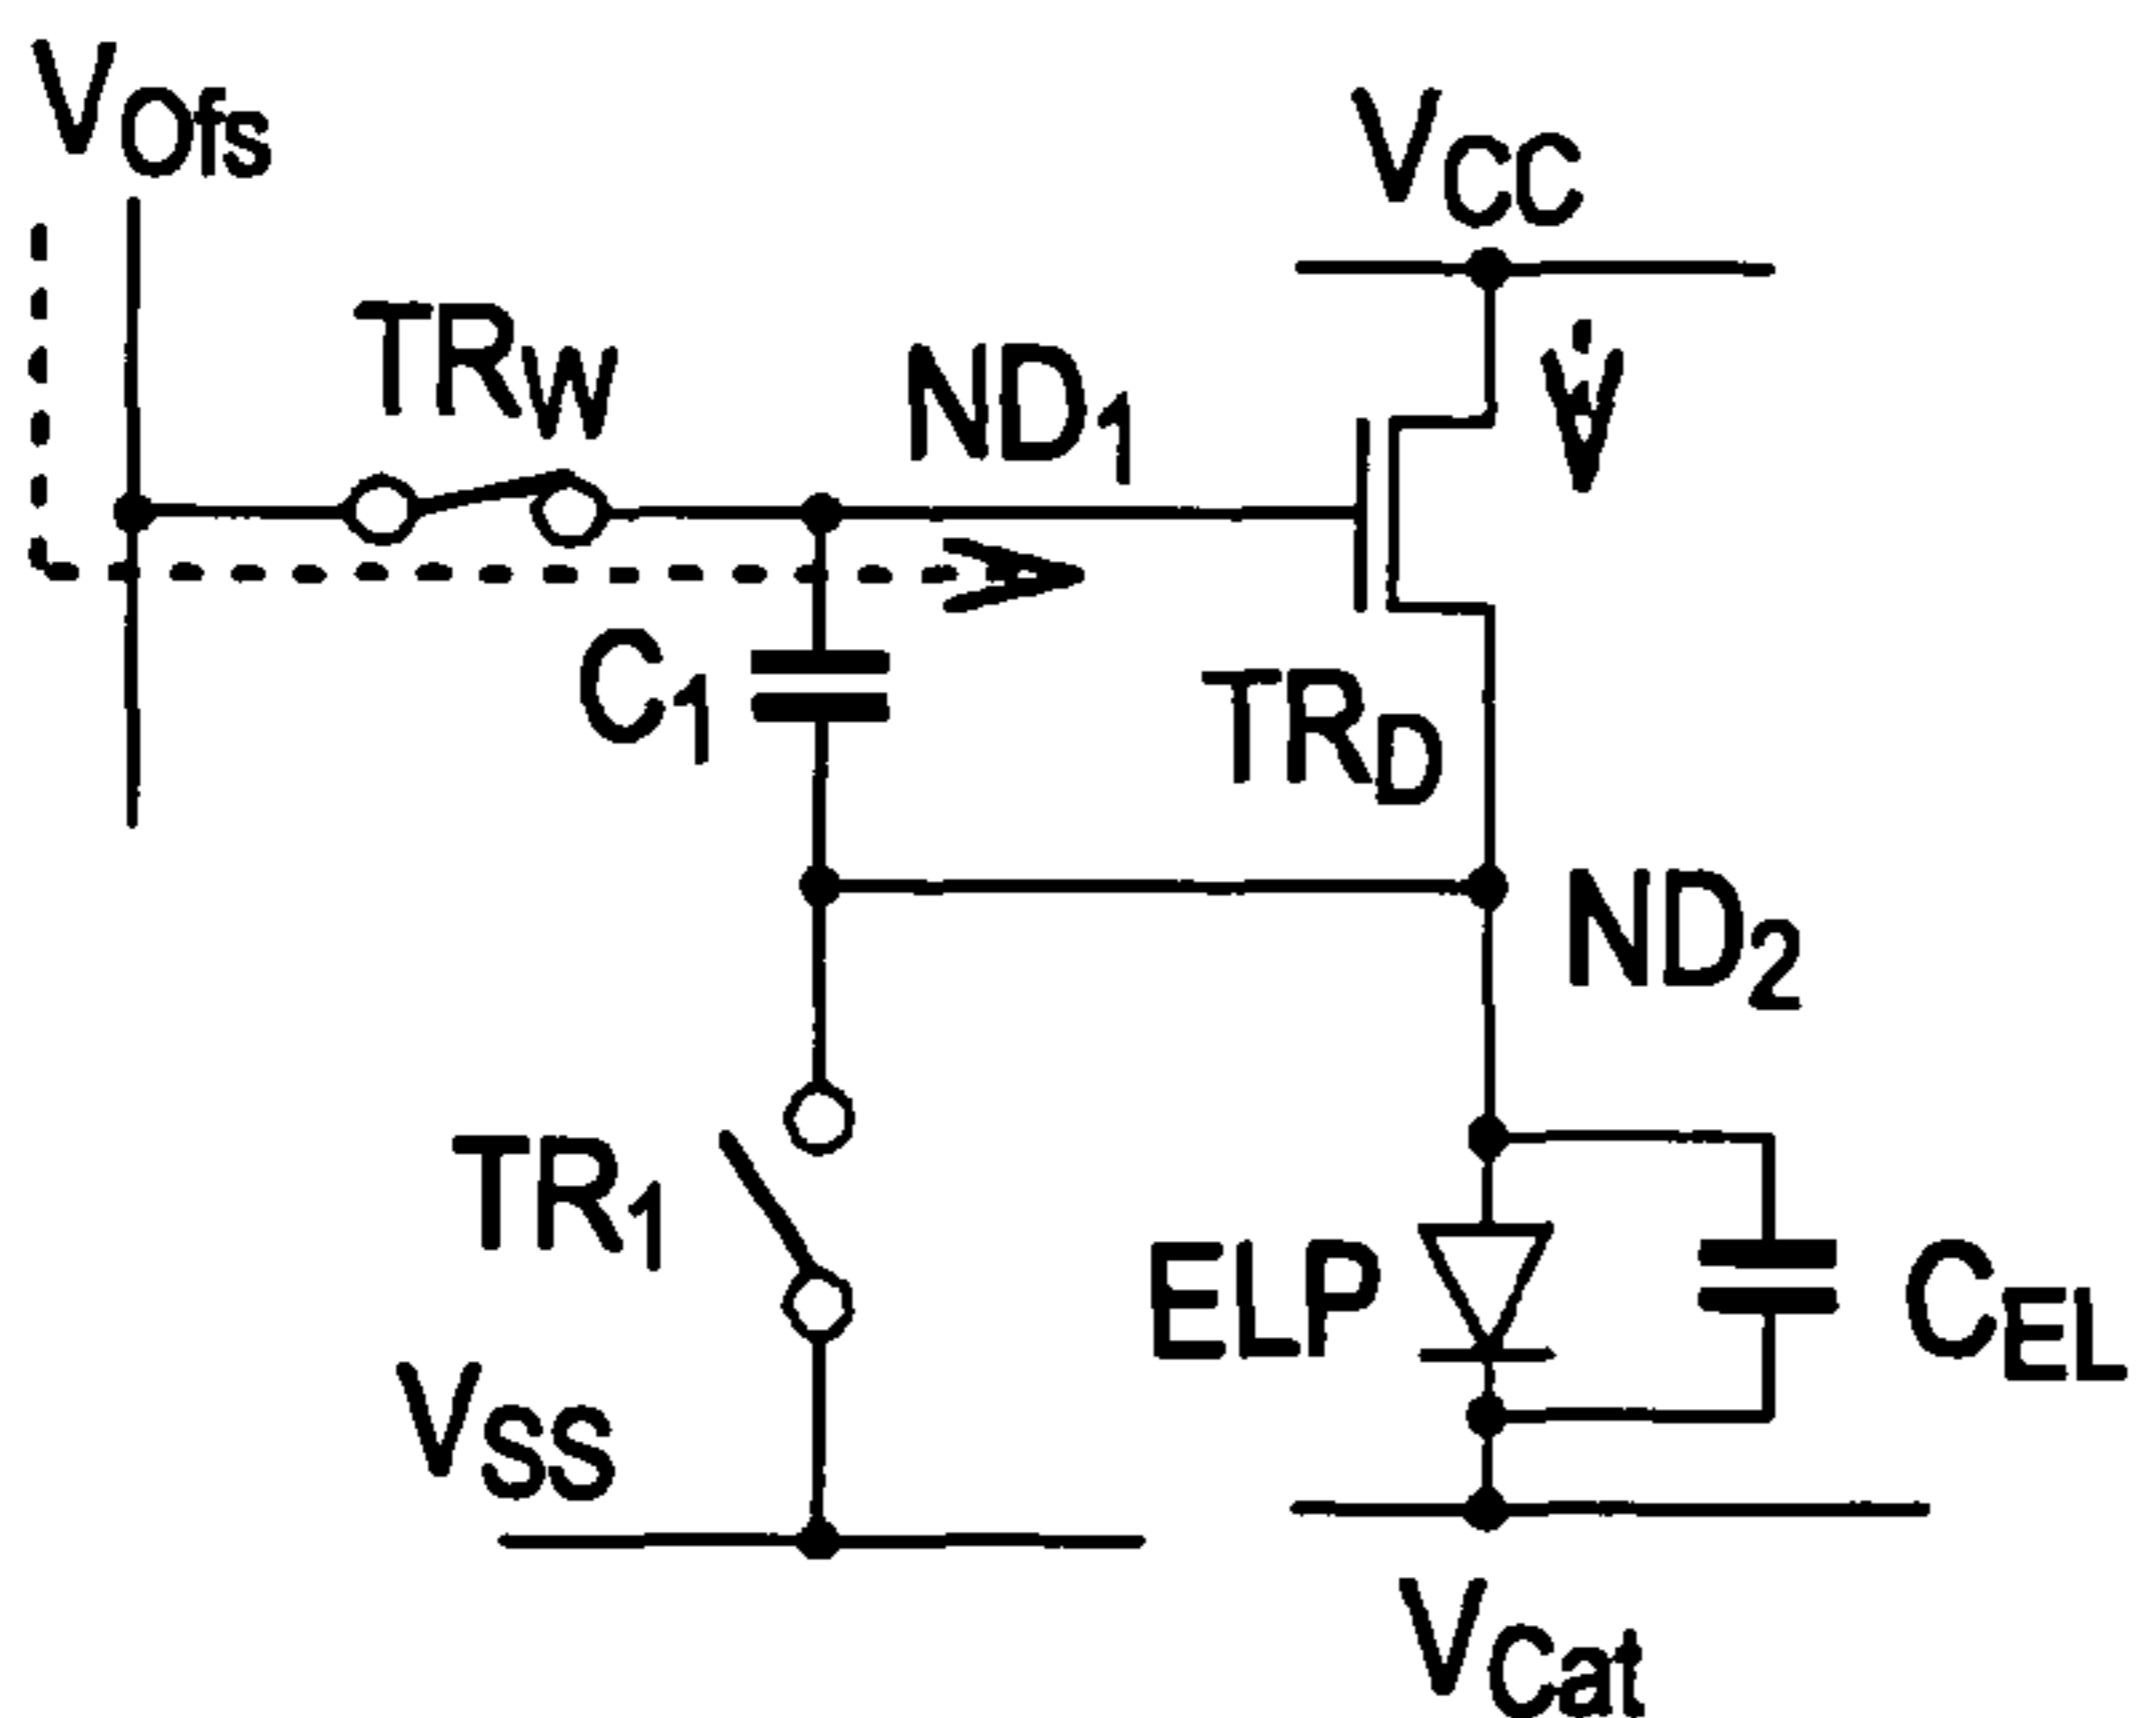 VOfs
VCC
TRW
ND1
C1
TRD
ND2
TR1
ELP
CEL
VSS
VCat